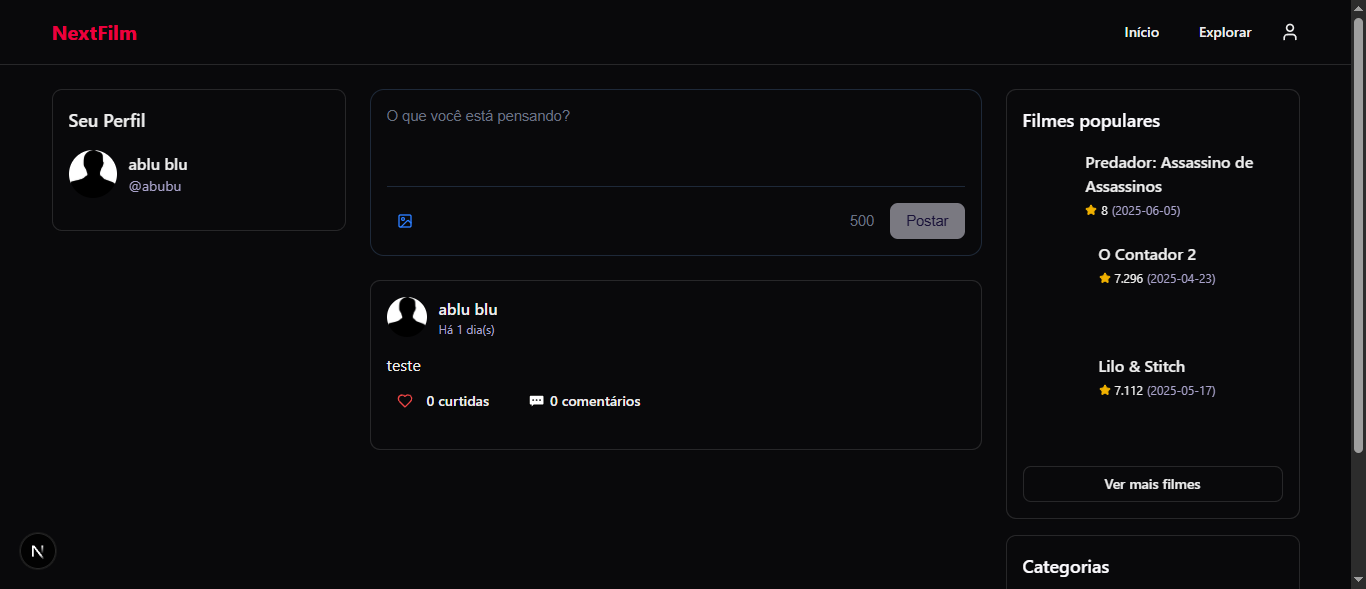 NextFilm
Início
Explorar
Seu Perfil
ablu blu
@abubu
O que você está pensando?
500
Postar
ablu blu
Há 1 dia(s)
teste
0 curtidas
0 comentários
Filmes populares
Predador: Assassino de
Assassinos
8 (2025-06-05)
O Contador 2
7.296 (2025-04-23)
Lilo & Stitch
7.112 (2025-05-17)
Ver mais filmes
Categorias
N